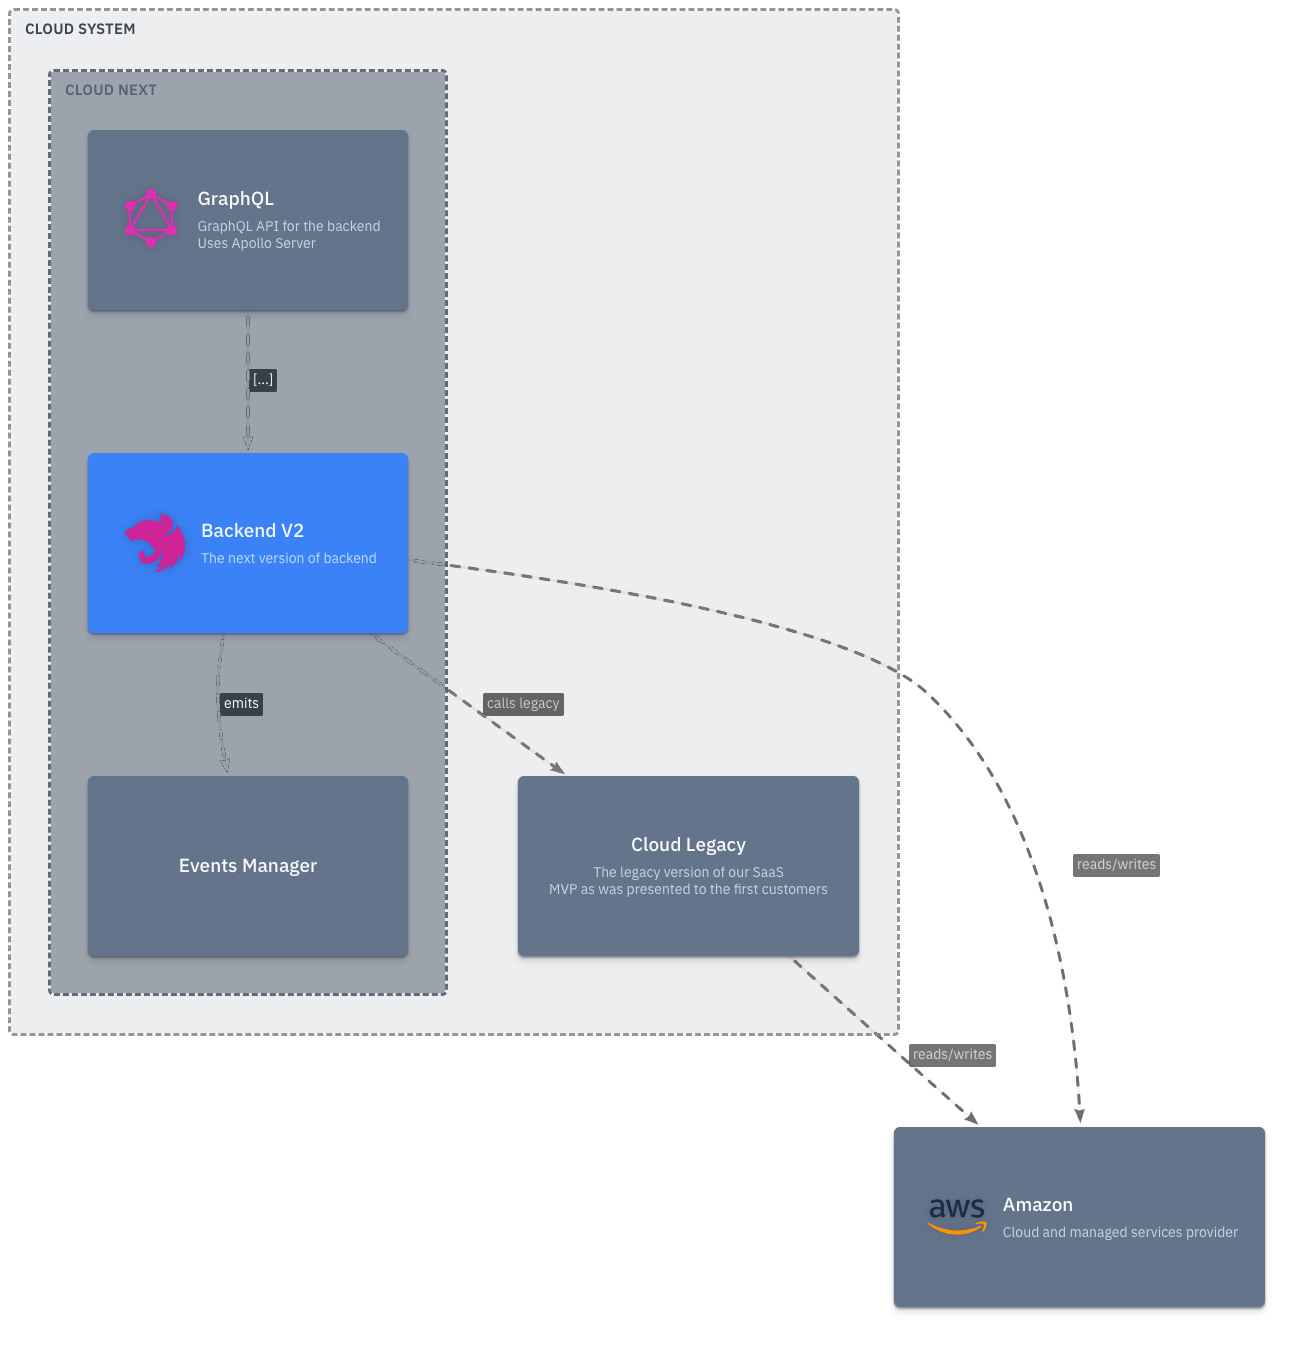 CLOUD SYSTEM
CLOUD NEXT
GraphQL
GraphQL API for the backend
Uses Apollo Server
[...]
Backend V2
The next version of backend
emits
calls legacy
Events Manager
Cloud Legacy
The legacy version of our SaaS
MVP as was presented to the first customers
reads/writes
reads/writes
aws
Amazon
Cloud and managed services provider